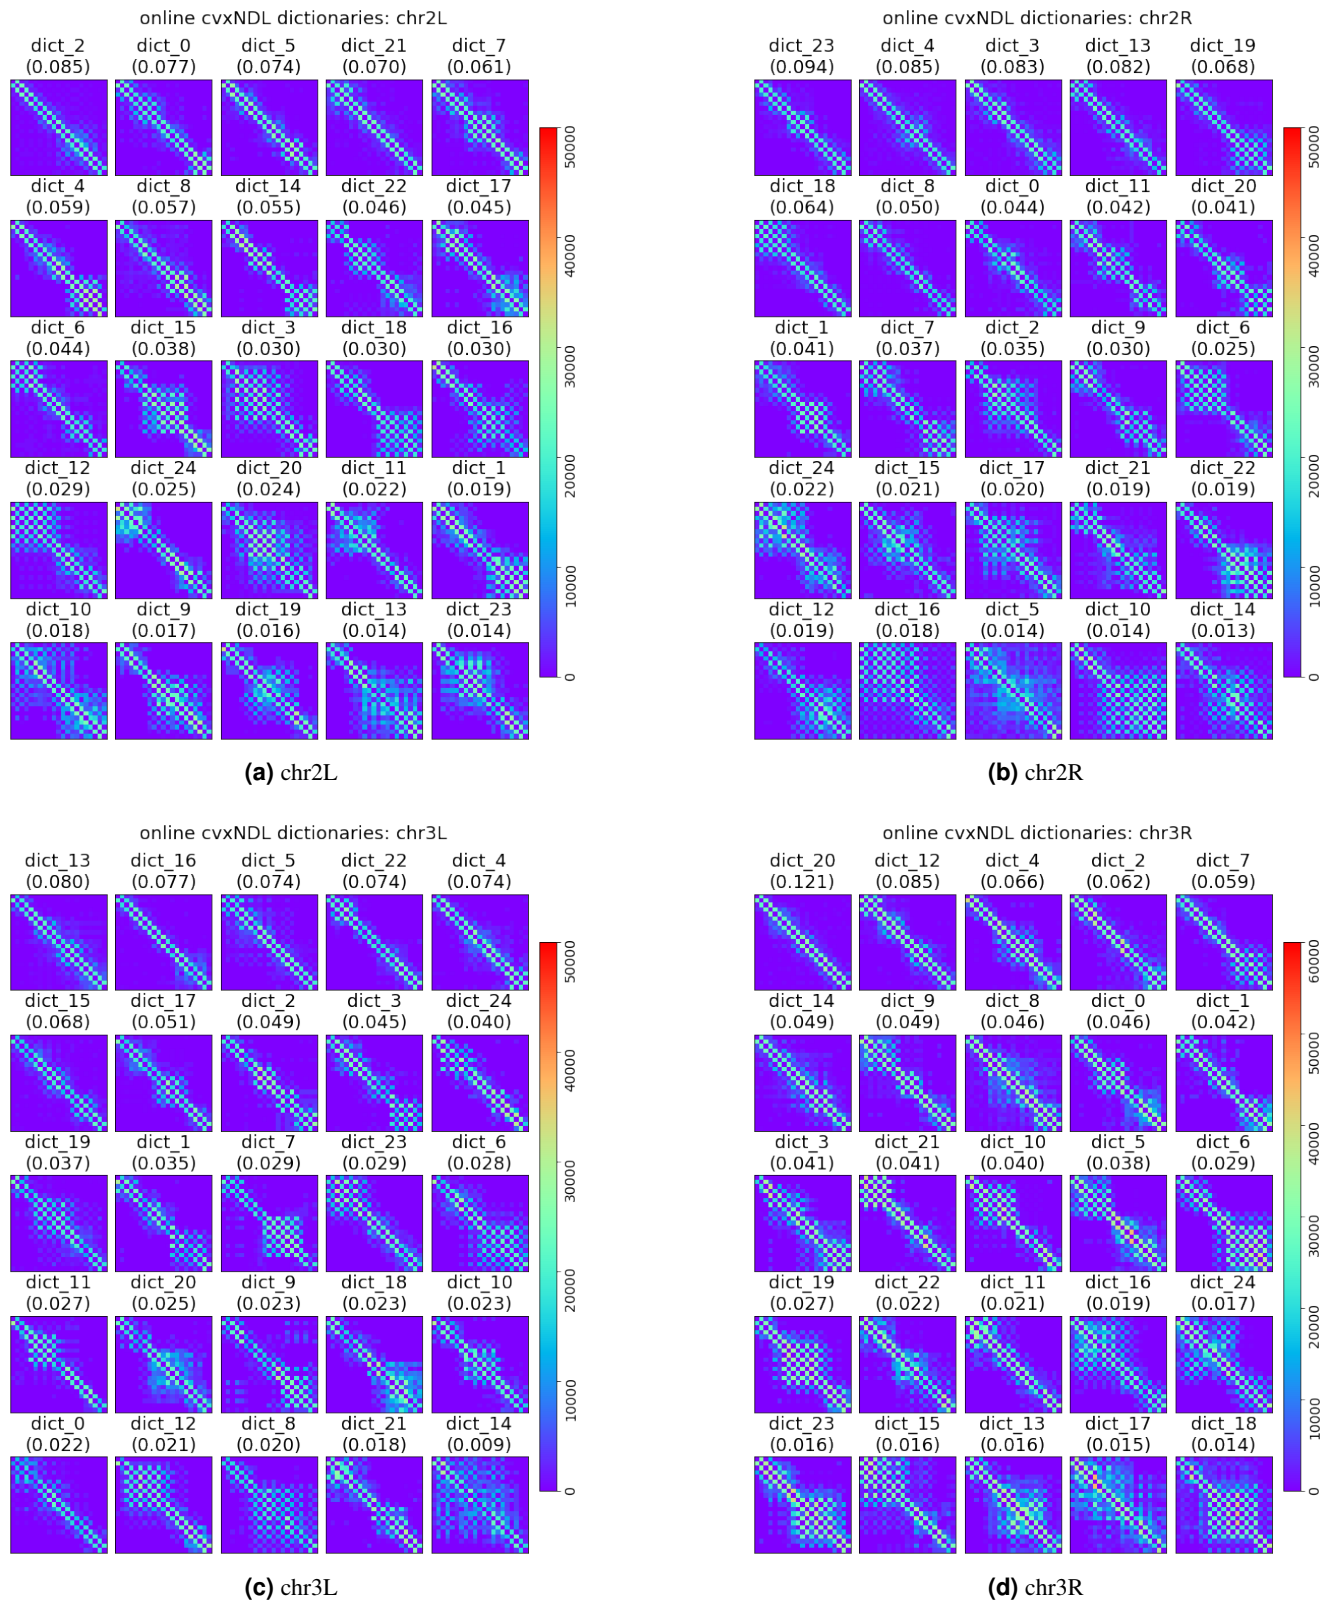 online cvxNDL dictionaries: chr2L
dict_2 dict_0 dict_5 dict_21 dict_7
(0.085) (0.077) (0.074) (0.070) (0.061)
dict_4 dict_8 dict_14 dict_22 dict_17
(0.059) (0.057) (0.055) (0.046) (0.045)
dict_6 dict_15 dict_3 dict_18 dict_16
(0.044) (0.038) (0.030) (0.030) (0.030)
dict_12 dict_24 dict_20 dict_11 dict_1
(0.029) (0.025) (0.024) (0.022) (0.019)
dict_10 dict_9 dict_19 dict_13 dict_23
(0.018) (0.017) (0.016) (0.014) (0.014)
50000
40000
30000
20000
10000
0
(a) chr2L
online cvxNDL dictionaries: chr2R
dict_23 dict_4 dict_3 dict_13 dict_19
(0.094) (0.085) (0.083) (0.082) (0.068)
dict_18 dict_8 dict_0 dict_11 dict_20
(0.064) (0.050) (0.044) (0.042) (0.041)
dict_1 dict_7 dict_2 dict_9 dict_6
(0.041) (0.037) (0.035) (0.030) (0.025)
dict_24 dict_15 dict_17 dict_21 dict_22
(0.022) (0.021) (0.020) (0.019) (0.019)
dict_12 dict_16 dict_5 dict_10 dict_14
(0.019) (0.018) (0.014) (0.014) (0.013)
50000
40000
30000
20000
10000
0
(b) chr2R
online cvxNDL dictionaries: chr3L
dict_13 dict_16 dict_5 dict_22 dict_4
(0.080) (0.077) (0.074) (0.074) (0.074)
dict_15 dict_17 dict_2 dict_3 dict_24
(0.068) (0.051) (0.049) (0.045) (0.040)
dict_19 dict_1 dict_7 dict_23 dict_6
(0.037) (0.035) (0.029) (0.029) (0.028)
dict_11 dict_20 dict_9 dict_18 dict_10
(0.027) (0.025) (0.023) (0.023) (0.023)
dict_0 dict_12 dict_8 dict_21 dict_14
(0.022) (0.021) (0.020) (0.018) (0.009)
50000
40000
30000
20000
10000
0
(c) chr3L
online cvxNDL dictionaries: chr3R
dict_20 dict_12 dict_4 dict_2 dict_7
(0.121) (0.085) (0.066) (0.062) (0.059)
dict_14 dict_9 dict_8 dict_0 dict_1
(0.049) (0.049) (0.046) (0.046) (0.042)
dict_3 dict_21 dict_10 dict_5 dict_6
(0.041) (0.041) (0.040) (0.038) (0.029)
dict_19 dict_22 dict_11 dict_16 dict_24
(0.027) (0.022) (0.021) (0.019) (0.017)
dict_23 dict_15 dict_13 dict_17 dict_18
(0.016) (0.016) (0.016) (0.015) (0.014)
60000
50000
40000
30000
20000
10000
0
(d) chr3R